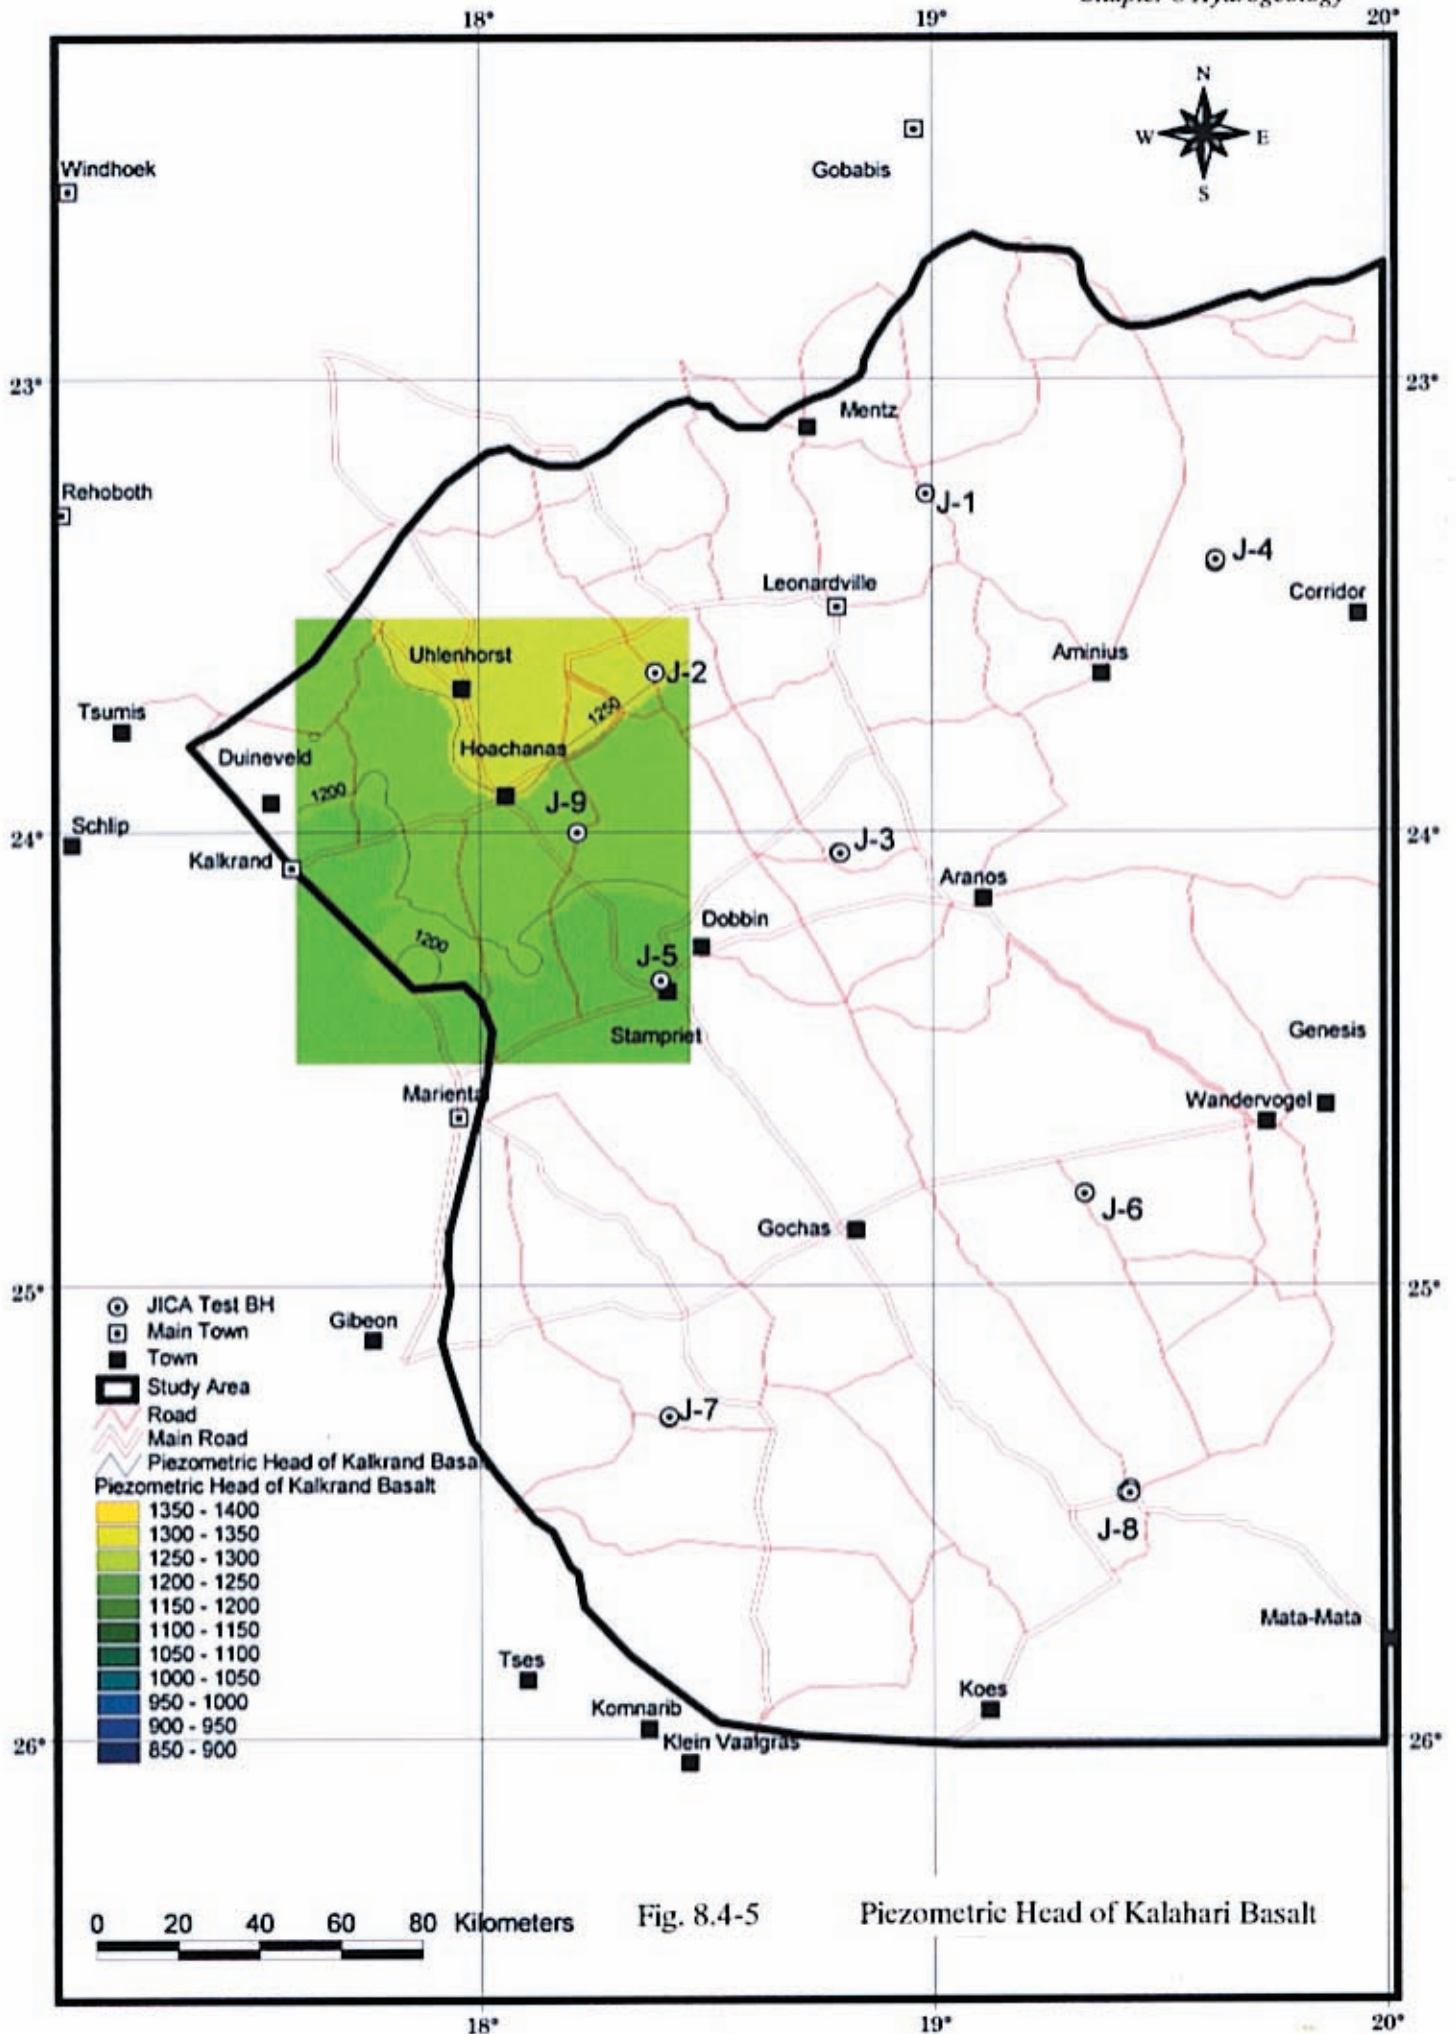 Chapter 8 Hydrogeology
18° 19° 20°
N
W E
S
Gobabis
Windhoek
23° 23°
Mentz
Rehoboth
J-1
J-4
Leonardville
Corridor
Uhlenhorst
Aminius
J-2
Tsumis
1250
Hoachanas
Duineveld
1200
J-9
Schlip
24° 24°
J-3
Kalkrand
Aranos
Dobbin
1200
J-5
Stampriet
Genesis
Mariental
Wandervogel
J-6
Gochas
25° 25°
JICA Test BH
Main Town
Town
Study Area
Road
Main Road
Piezometric Head of Kalkrand Basal
Piezometric Head of Kalkrand Basalt
1350 - 1400
1300 - 1350
1250 - 1300
1200 - 1250
1150 - 1200
1100 - 1150
1050 - 1100
1000 - 1050
950 - 1000
900 - 950
850 - 900
Gibeon
J-7
J-8
Mata-Mata
Tses
Koes
Komnarib
Klein Vaalgras
26° 26°
0 20 40 60 80 Kilometers
Fig. 8.4-5 Piezometric Head of Kalahari Basalt
18° 19° 20°